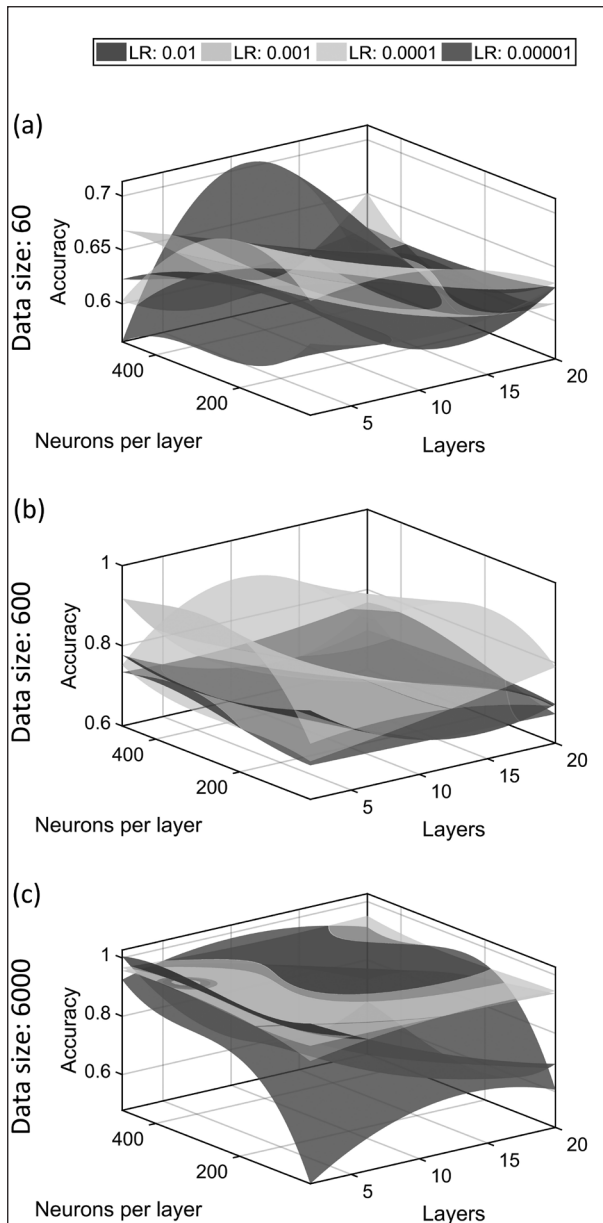 LR: 0.01 LR: 0.001 LR: 0.0001 LR: 0.00001
(a)
Data size: 60
Accuracy
0.7
0.65
0.6
400
200
Neurons per layer
5
10
15
20
Layers
(b)
Data size: 600
Accuracy
1
0.8
0.6
400
200
Neurons per layer
5
10
15
20
Layers
(c)
Data size: 6000
Accuracy
1
0.8
0.6
400
200
Neurons per layer
5
10
15
20
Layers